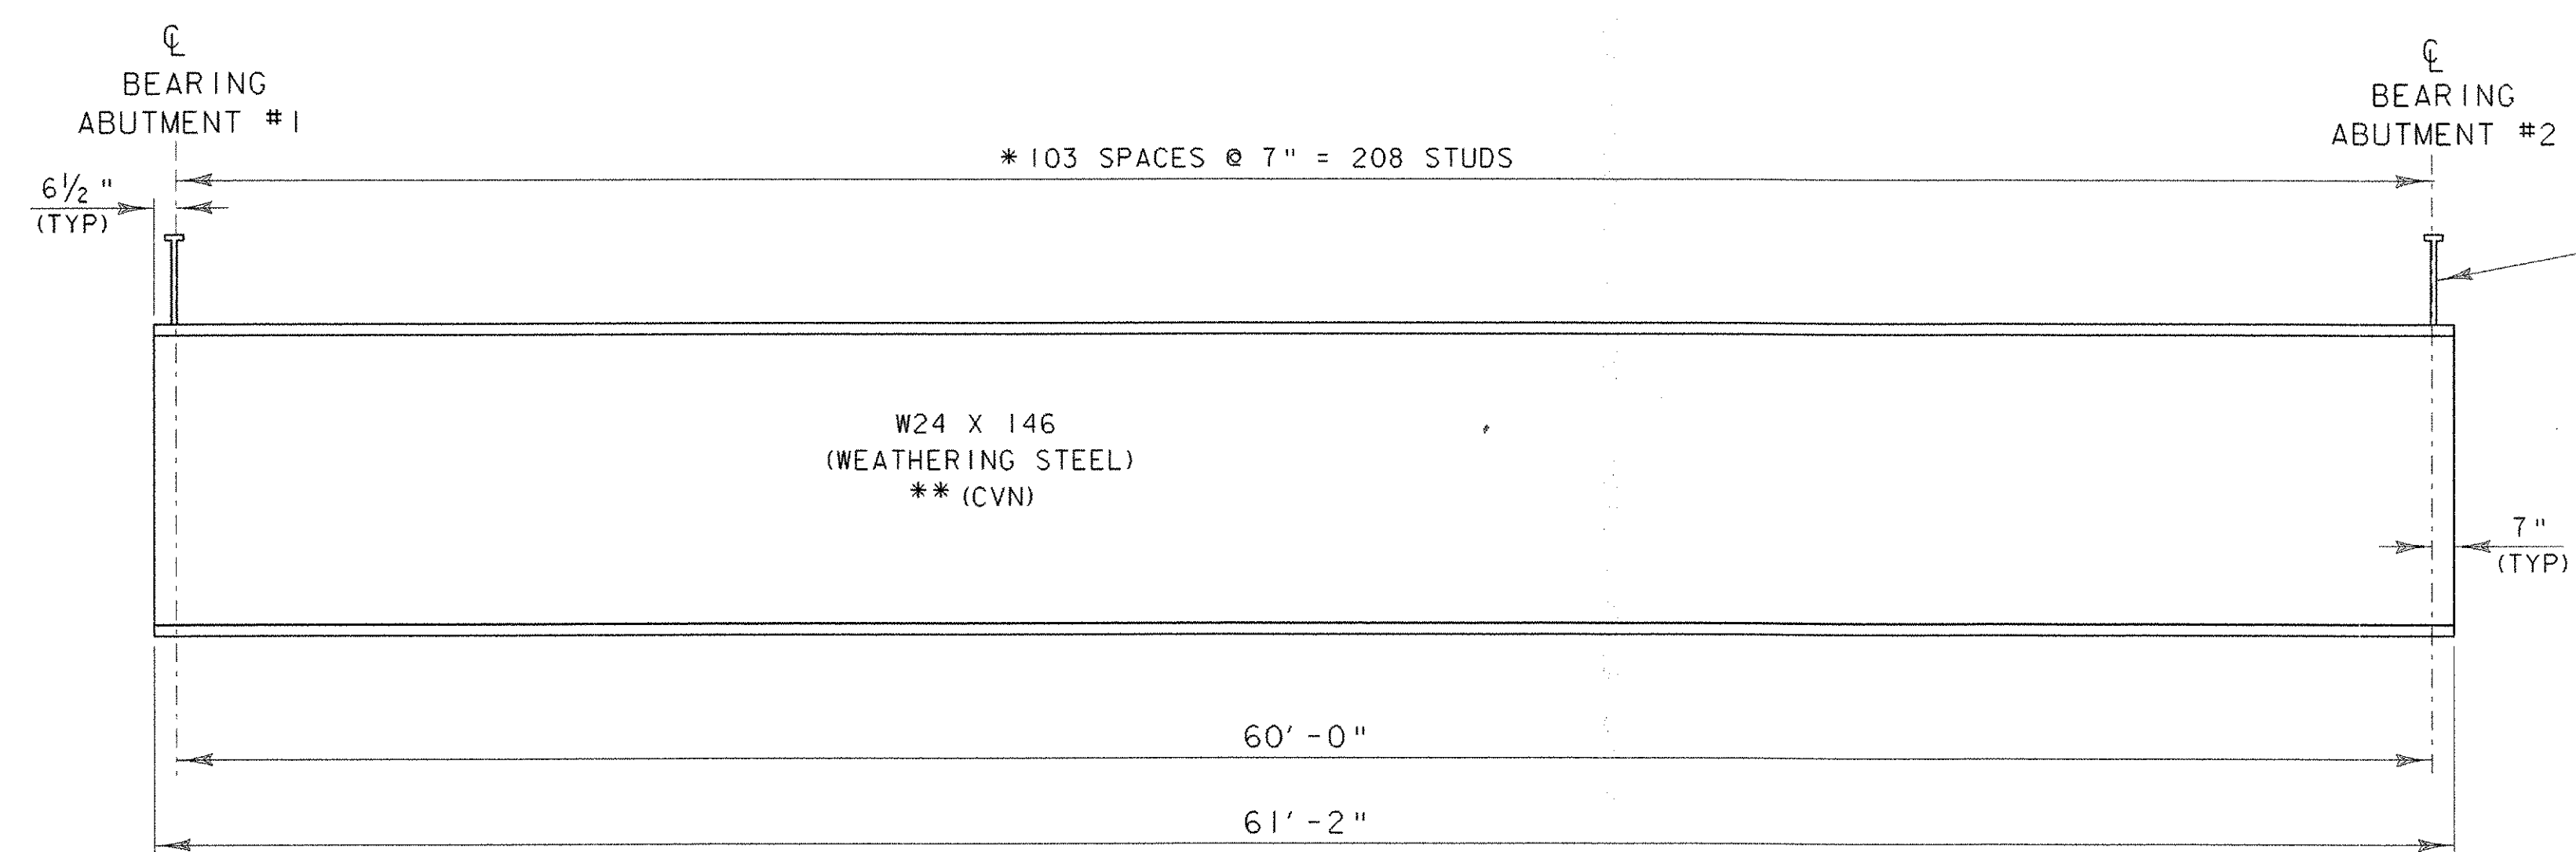 ℄
BEARING
ABUTMENT #1
℄
BEARING
ABUTMENT #2
*103 SPACES @ 7" = 208 STUDS
6½"
(TYP)
W24 X 146
(WEATHERING STEEL)
** (CVN)
7"
(TYP)
60'-0"
61'-2"